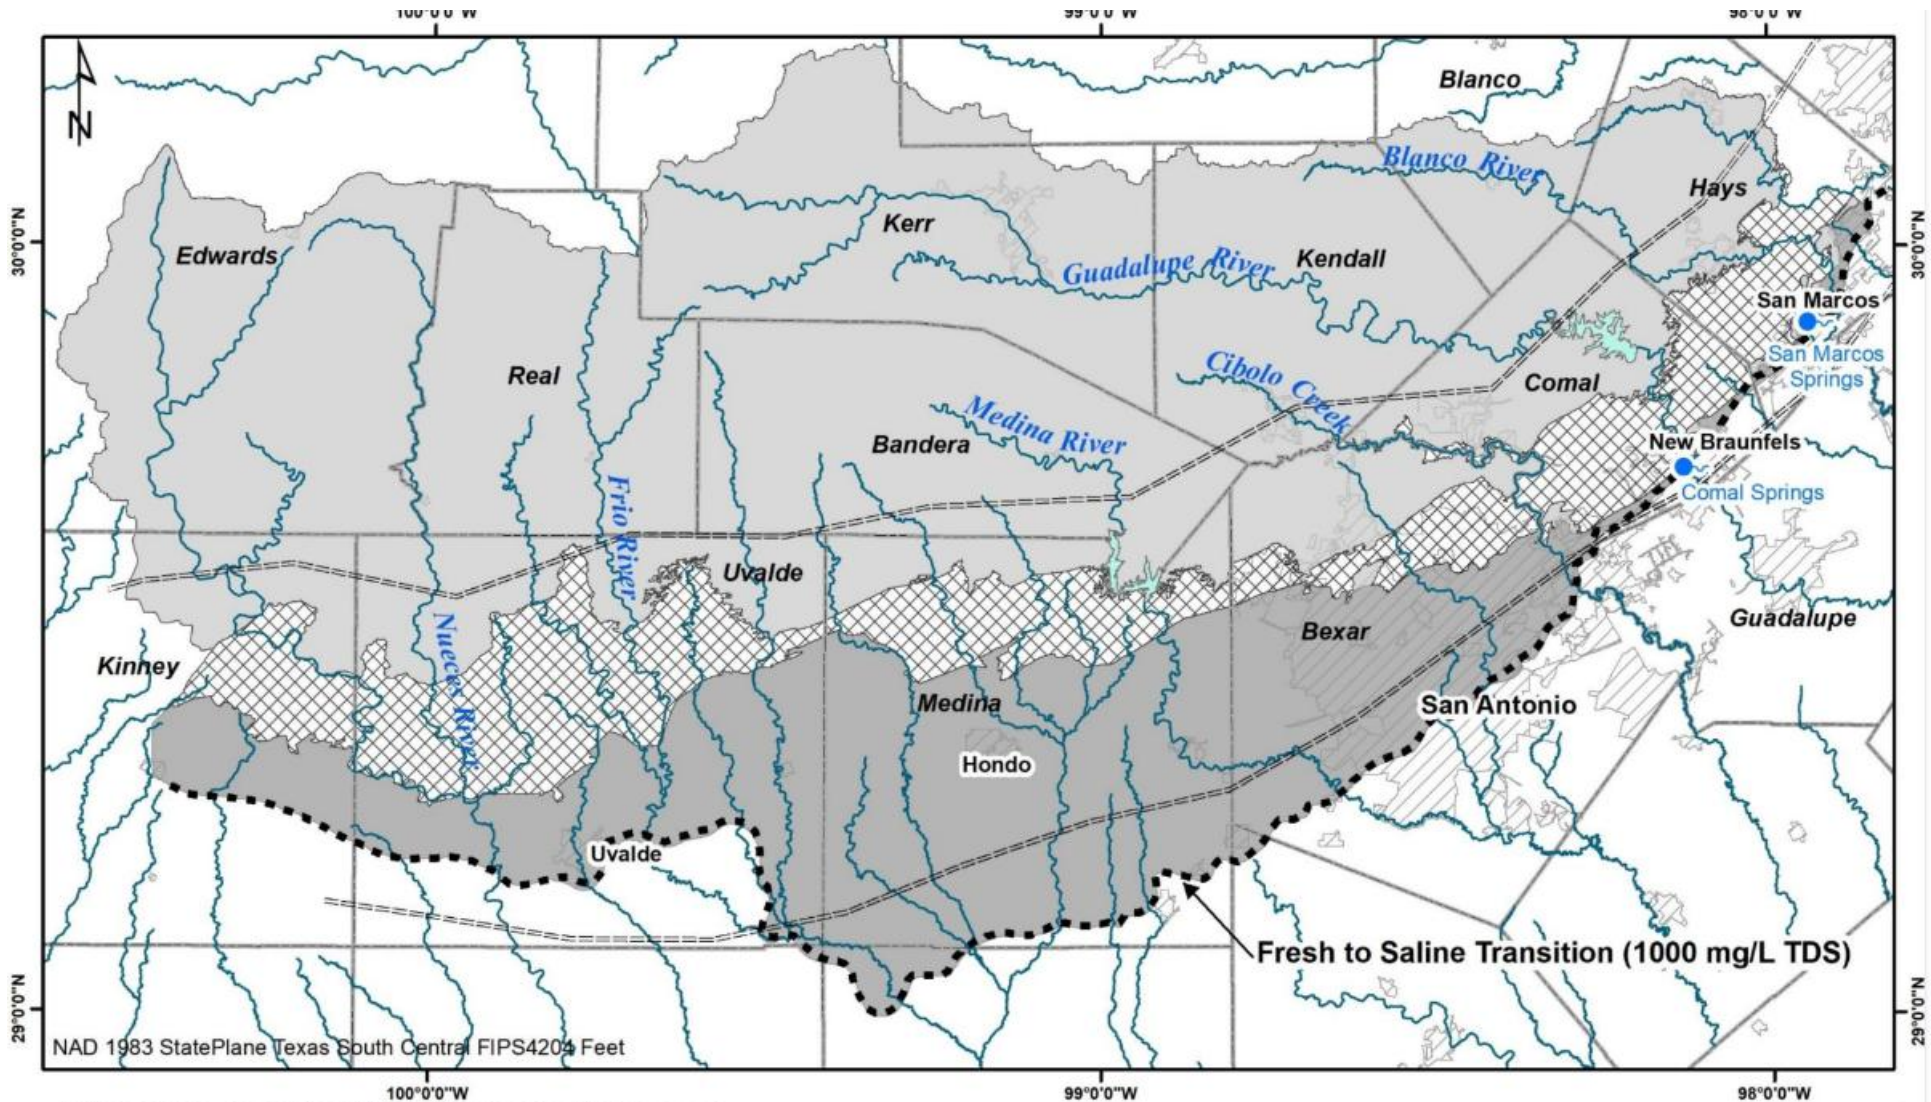 100°0'0"W
99°0'0"W
98°0'0"W
N
Blanco
Blanco River
Hays
30°0'0"N
30°0'0"N
Edwards
Kerr
Guadalupe River
Kendall
San Marcos
San Marcos
Springs
Real
Cibolo Creek
Comal
Medina River
Bandera
New Braunfels
Comal Springs
Frio River
Uvalde
Nueces River
Kinney
Bexar
Guadalupe
Medina
San Antonio
Hondo
Uvalde
Fresh to Saline Transition (1000 mg/L TDS)
29°0'0"N
29°0'0"N
NAD 1983 StatePlane Texas South Central FIPS4204 Feet
100°0'0"W
99°0'0"W
98°0'0"W